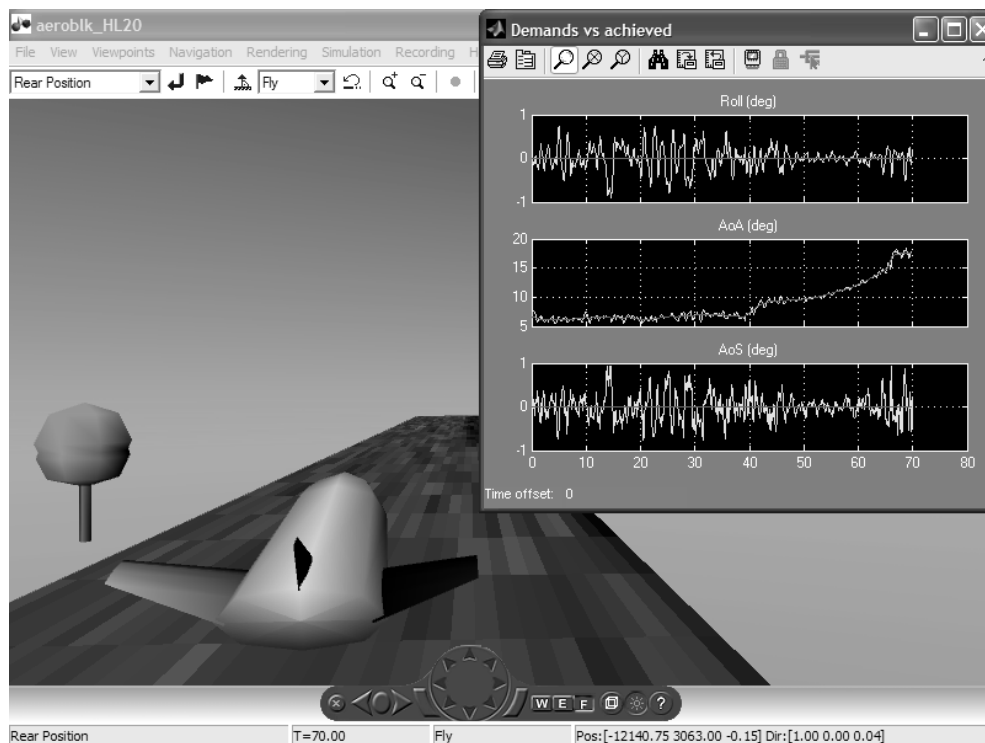 aeroblk_HL20
File View Viewpoints Navigation Rendering Simulation Recording H
Rear Position Fly
Demands vs achieved
Roll (deg)
1
0
-1
AoA (deg)
20
15
10
5
AoS (deg)
1
0
-1
0 10 20 30 40 50 60 70 80
Time offset: 0
W E F ?
Rear Position T=70.00 Fly Pos:[-12140.75 3063.00 -0.15] Dir:[1.00 0.00 0.04]